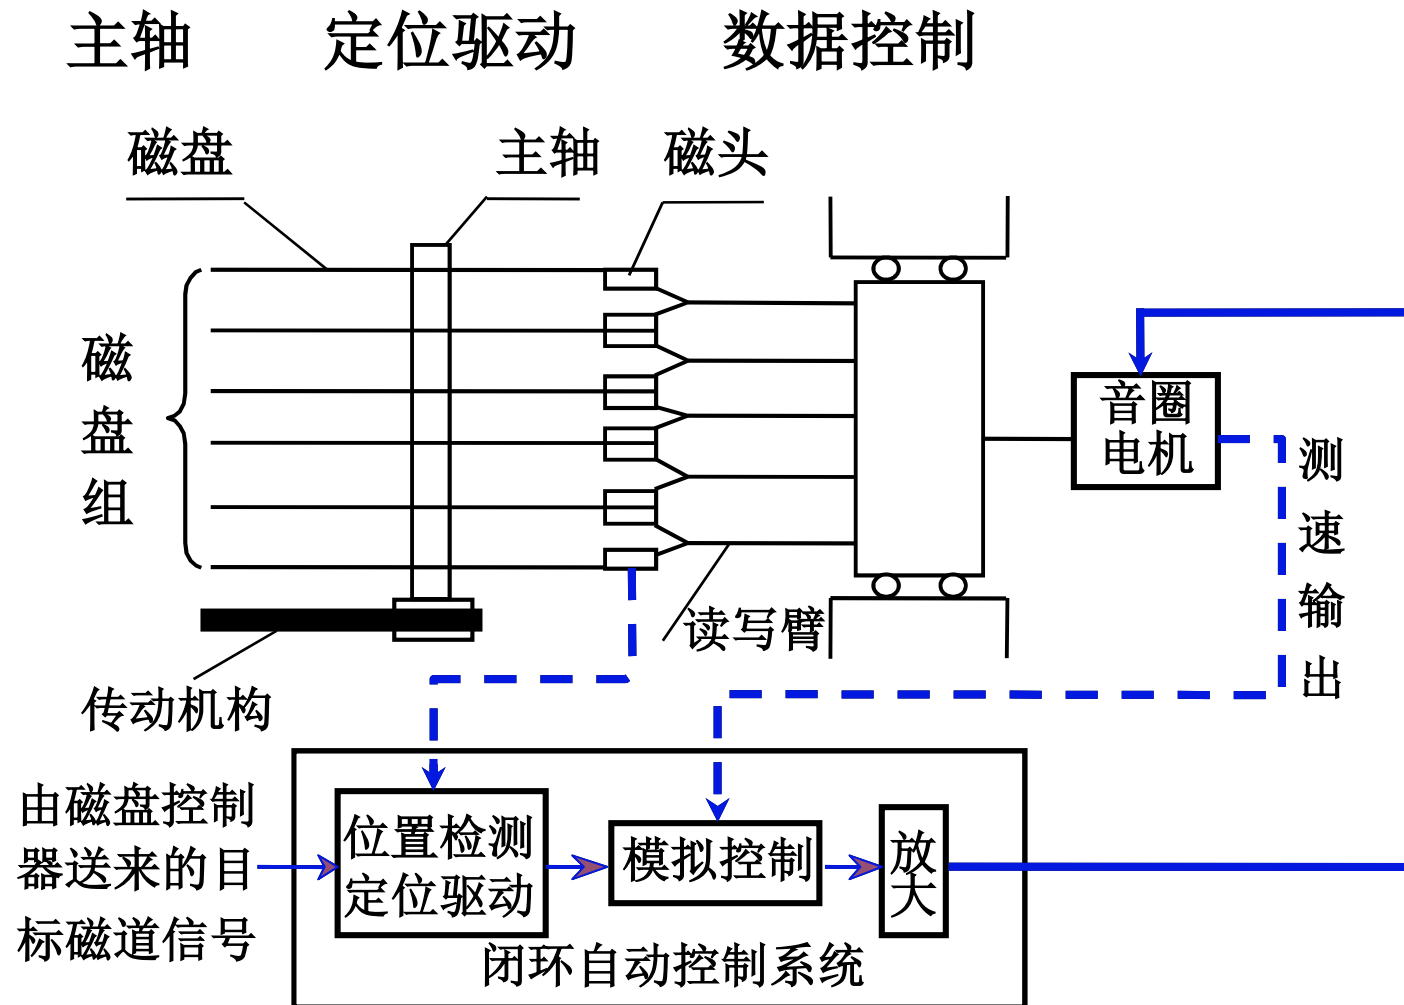 主轴 定位驱动 数据控制
磁盘 主轴 磁头
磁
盘
组
音圈
电机
测
速
输
出
读写臂
传动机构
由磁盘控制
器送来的目
标磁道信号
位置检测
定位驱动
模拟控制
放
大
闭环自动控制系统